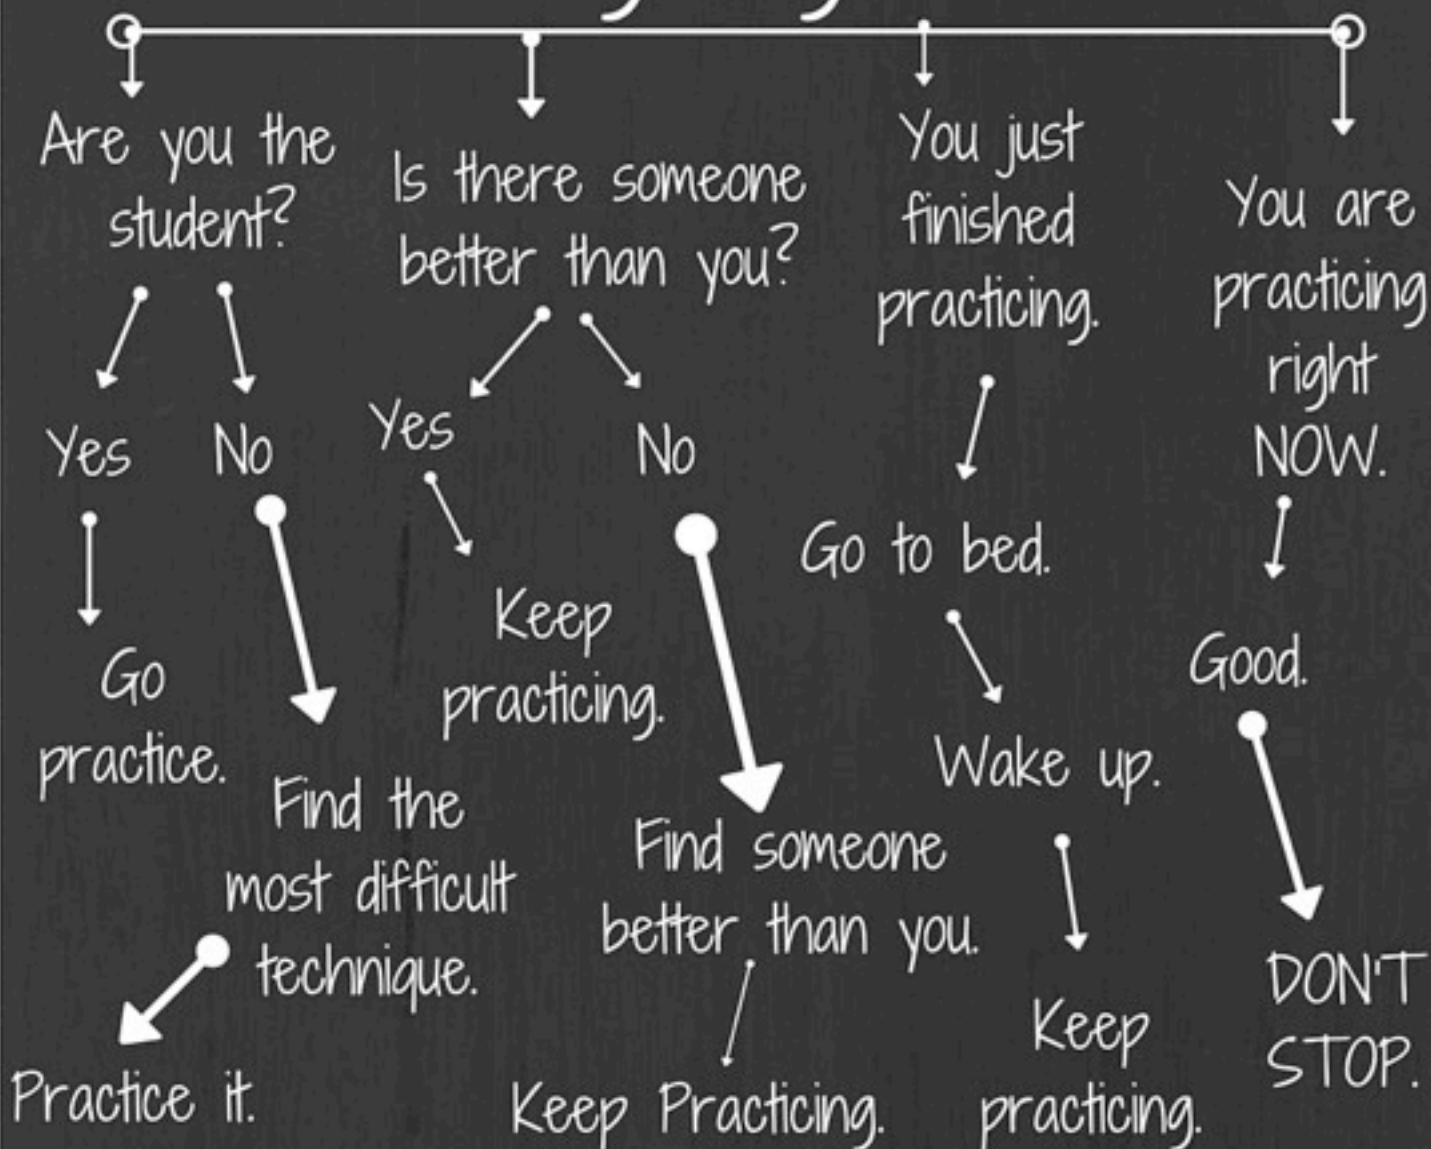 Are you the
student?
Yes
No
Go
practice.
Find the
most difficult
technique.
Practice it.
Is there someone
better than you?
Yes
No
Keep
practicing.
Find someone
better than you.
Keep Practicing.
You just
finished
practicing.
Go to bed.
Wake up.
Keep
practicing.
You are
practicing
right
NOW.
Good.
DON'T
STOP.